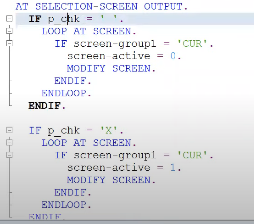 AT SELECTION-SCREEN OUTPUT.
IF p_chk = ' '.
LOOP AT SCREEN.
IF screen-group1 = 'CUR'.
screen-active = 0.
MODIFY SCREEN.
ENDIF.
ENDLOOP.
ENDIF.
IF p_chk = 'X'.
LOOP AT SCREEN.
IF screen-group1 = 'CUR'.
screen-active = 1.
MODIFY SCREEN.
ENDIF.
ENDLOOP.
ENDIF.